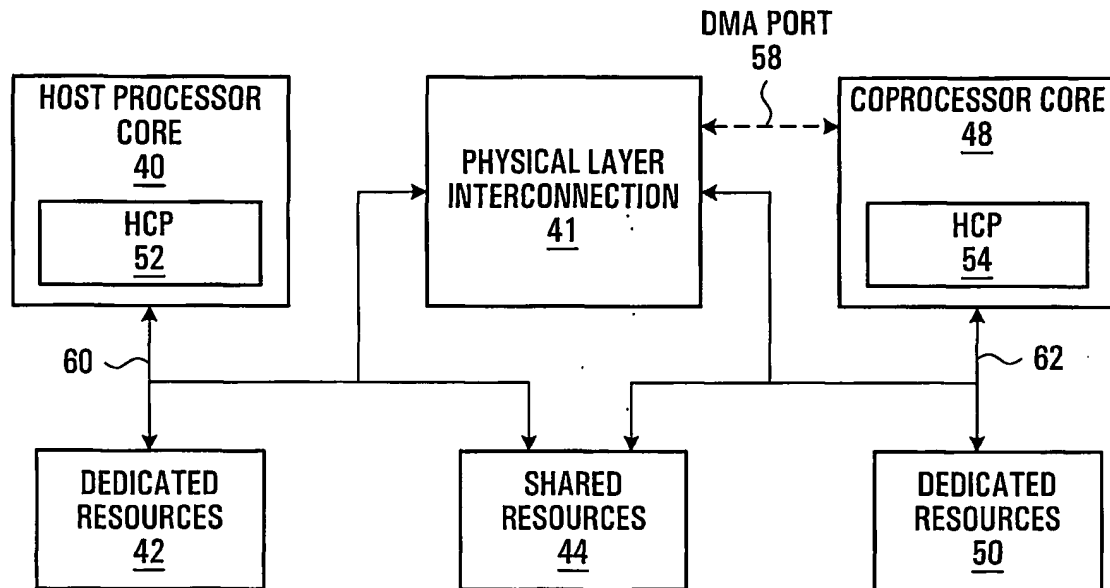 DMA PORT
58
HOST PROCESSOR
CORE
40
HCP
52
PHYSICAL LAYER
INTERCONNECTION
41
COPROCESSOR CORE
48
HCP
54
60
62
DEDICATED
RESOURCES
42
SHARED
RESOURCES
44
DEDICATED
RESOURCES
50